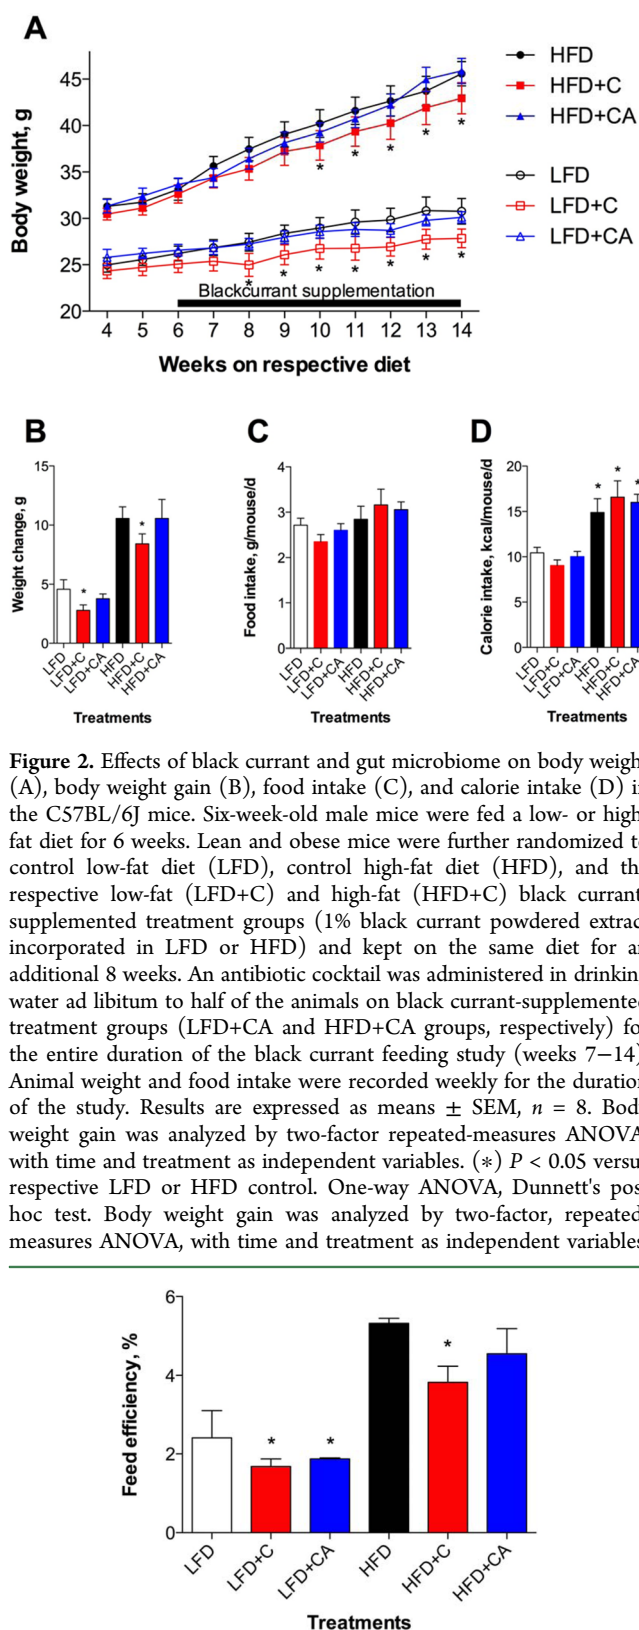 A
Body weight, g
45
40
35
30
25
20
* * * * *
* * * * * * *
Blackcurrant supplementation
4 5 6 7 8 9 10 11 12 13 14
Weeks on respective diet
HFD
HFD+C
HFD+CA
LFD
LFD+C
LFD+CA
B
Weight change, g
15
10
5
0
*
*
LFD
LFD+C
LFD+CA
HFD
HFD+C
HFD+CA
Treatments
C
Food intake, g/mouse/d
4
3
2
1
0
LFD
LFD+C
LFD+CA
HFD
HFD+C
HFD+CA
Treatments
D
Calorie intake, kcal/mouse/d
20
15
10
5
0
*
*
*
LFD
LFD+C
LFD+CA
HFD
HFD+C
HFD+CA
Treatments
Figure 2. Effects of black currant and gut microbiome on body weigh
(A), body weight gain (B), food intake (C), and calorie intake (D) i
the C57BL/6J mice. Six-week-old male mice were fed a low- or high
fat diet for 6 weeks. Lean and obese mice were further randomized t
control low-fat diet (LFD), control high-fat diet (HFD), and th
respective low-fat (LFD+C) and high-fat (HFD+C) black currant
supplemented treatment groups (1% black currant powdered extrac
incorporated in LFD or HFD) and kept on the same diet for a
additional 8 weeks. An antibiotic cocktail was administered in drinkin
water ad libitum to half of the animals on black currant-supplemente
treatment groups (LFD+CA and HFD+CA groups, respectively) fo
the entire duration of the black currant feeding study (weeks 7−14)
Animal weight and food intake were recorded weekly for the duration
of the study. Results are expressed as means ± SEM, n = 8. Bod
weight gain was analyzed by two-factor repeated-measures ANOVA
with time and treatment as independent variables. (*) P < 0.05 versu
respective LFD or HFD control. One-way ANOVA, Dunnett's pos
hoc test. Body weight gain was analyzed by two-factor, repeated
measures ANOVA, with time and treatment as independent variables
Feed efficiency, %
6
4
2
0
*
*
*
LFD
LFD+C
LFD+CA
HFD
HFD+C
HFD+CA
Treatments